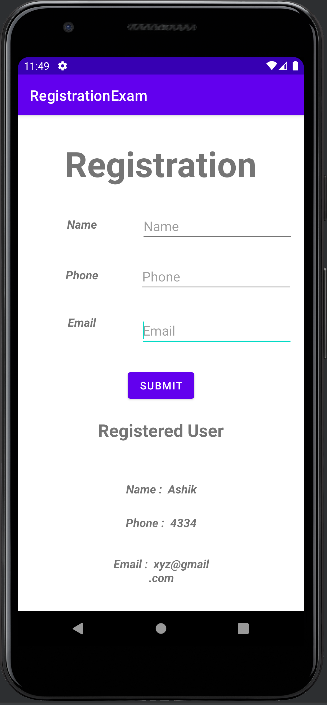 11:49
RegistrationExam
Registration
Name Name
Phone Phone
Email Email
SUBMIT
Registered User
Name : Ashik
Phone : 4334
Email : xyz@gmail
.com